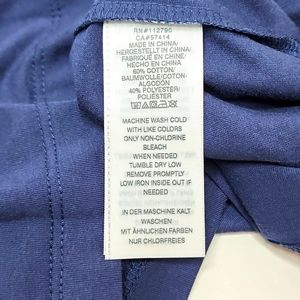 RN#112790
CA#57414
MADE IN CHINA/
HERGESTELLT IN CHINA/
FABRIQUÉ EN CHINE/
HECHO EN CHINA
60% COTTON/
BAUMWOLLE/COTON/
ALGODON
40% POLYESTER/
POLIÉSTER
MACHINE WASH COLD
WITH LIKE COLORS
ONLY NON-CHLORINE
BLEACH
WHEN NEEDED
TUMBLE DRY LOW
REMOVE PROMPTLY
LOW IRON INSIDE OUT IF
NEEDED
IN DER MASCHINE KALT
WASCHEN
MIT ÄHNLICHEN FARBEN
NUR CHLORFREIES